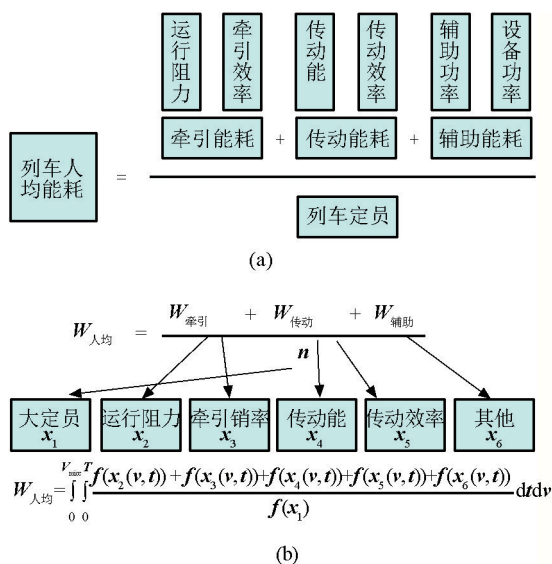 运行阻力 牵引效率 传动能 传动效率 辅助功率 设备功率
牵引能耗 + 传动能耗 + 辅助能耗
列车人均能耗 =
列车定员
(a)
W人均 = W牵引 + W传动 + W辅助
n
大定员 运行阻力 牵引销率 传动能 传动效率 其他
x₁ x₂ x₃ x₄ x₅ x₆
Vmax T
W人均=∫∫ f(x₂(v,t))+f(x₃(v,t))+f(x₄(v,t))+f(x₅(v,t))+f(x₆(v,t)) dtdv
0 0 f(x₁)
(b)